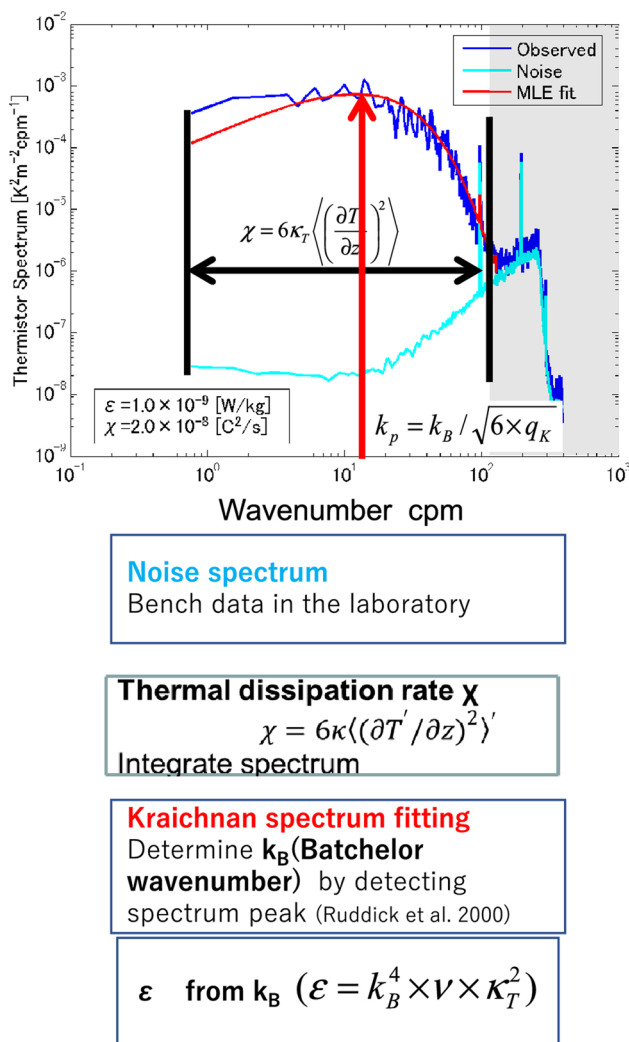 10⁻²
10⁻³
10⁻⁴
10⁻⁵
10⁻⁶
10⁻⁷
10⁻⁸
10⁻⁹
Thermistor Spectrum [K²m⁻²cpm⁻¹]
Observed
Noise
MLE fit
χ = 6κ_T⟨(∂T/∂z)²⟩
ε =1.0 × 10⁻⁹ [W/kg]
χ =2.0 × 10⁻⁸ [C²/s]
k_p = k_B / √(6 × q_K)
10⁻¹ 10⁰ 10¹ 10² 10³
Wavenumber cpm
Noise spectrum
Bench data in the laboratory
Thermal dissipation rate χ
χ = 6κ⟨(∂T′/∂z)²⟩′
Integrate spectrum
Kraichnan spectrum fitting
Determine k_B(Batchelor
wavenumber) by detecting
spectrum peak (Ruddick et al. 2000)
ε from k_B (ε = k_B⁴ × ν × κ_T²)